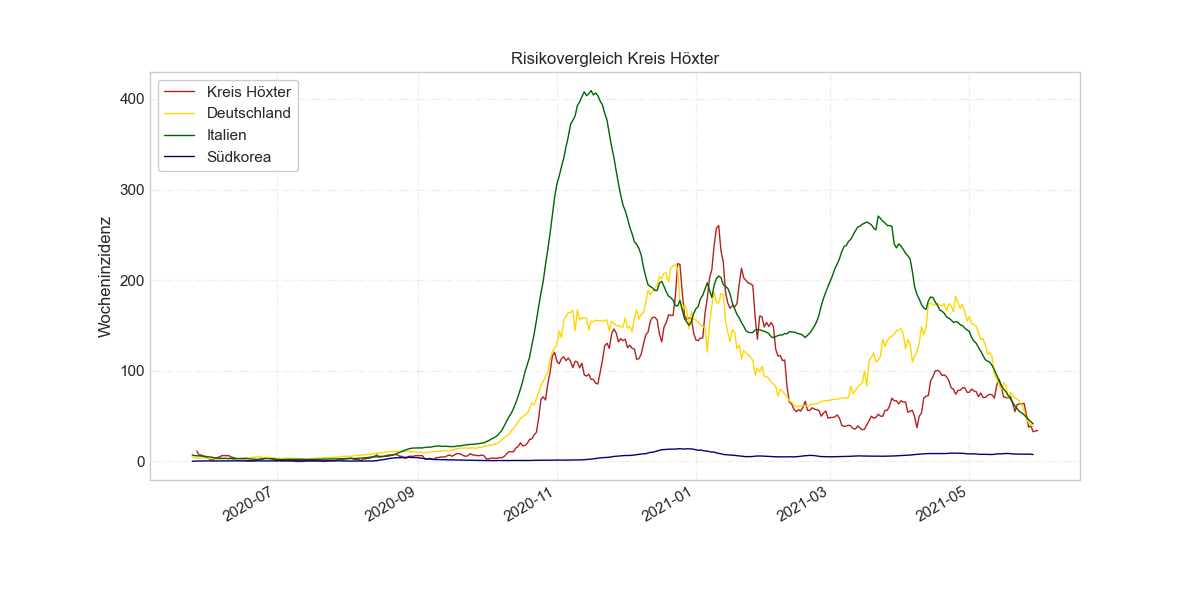 Risikovergleich Kreis Höxter
Kreis Höxter
Deutschland
Italien
Südkorea
Wocheninzidenz
400
300
200
100
0
2020-07
2020-09
2020-11
2021-01
2021-03
2021-05